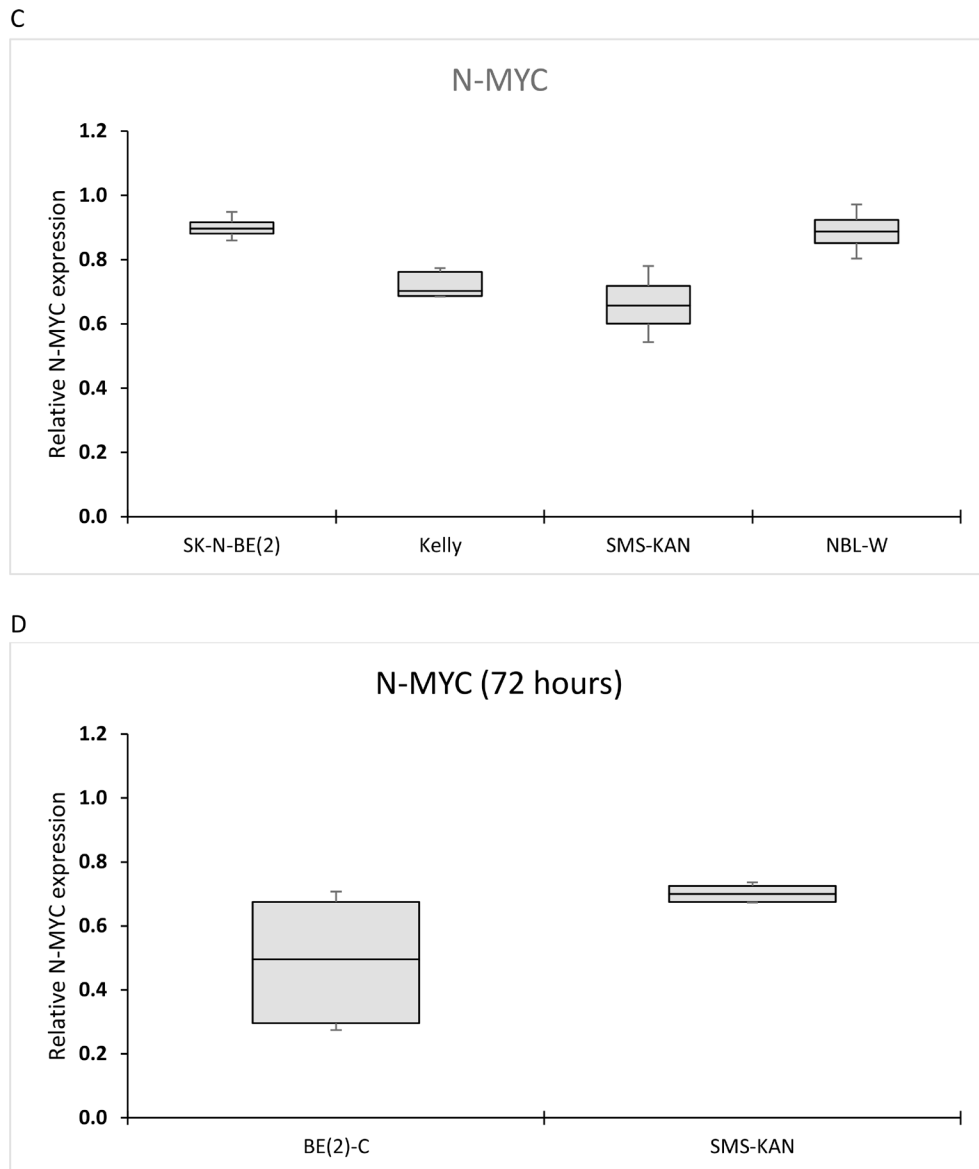 C
N-MYC
Relative N-MYC expression
1.2
1.0
0.8
0.6
0.4
0.2
0.0
SK-N-BE(2) Kelly SMS-KAN NBL-W
D
N-MYC (72 hours)
Relative N-MYC expression
1.2
1.0
0.8
0.6
0.4
0.2
0.0
BE(2)-C SMS-KAN